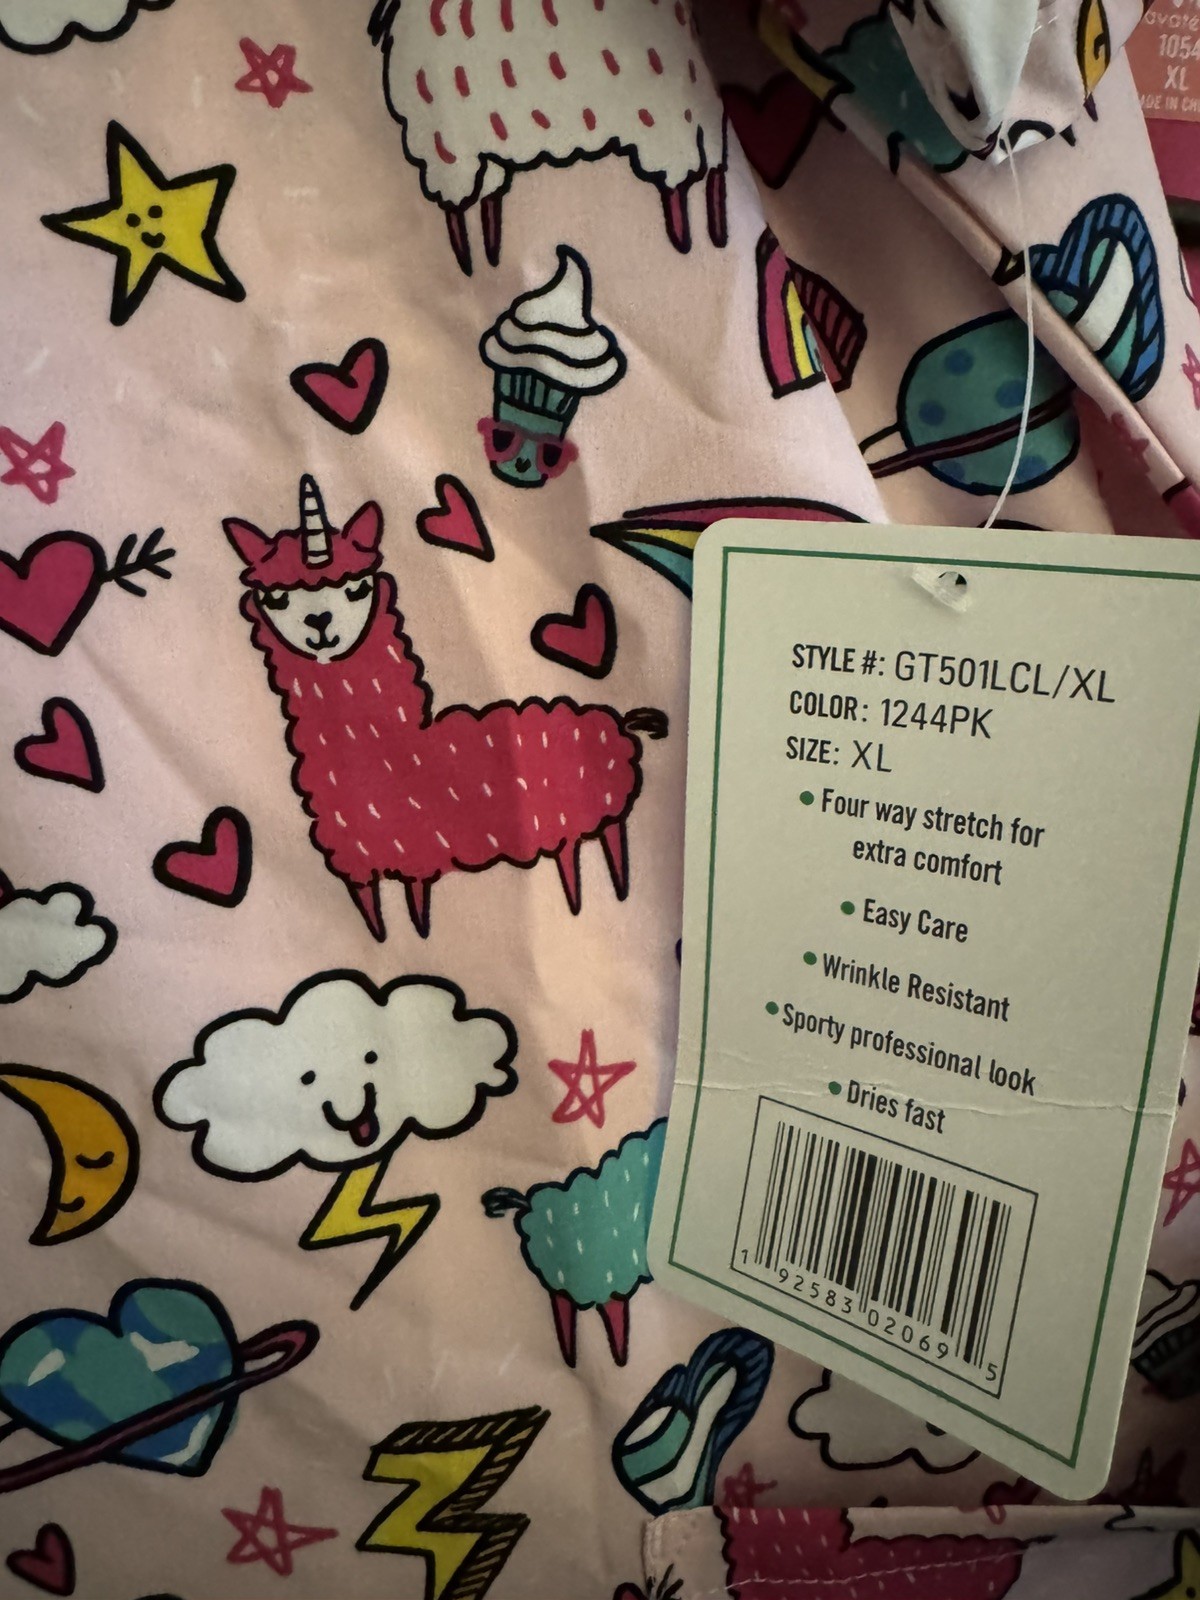 1054
XL
STYLE #: GT501LCL/XL
COLOR: 1244PK
SIZE: XL
• Four way stretch for
extra comfort
• Easy Care
• Wrinkle Resistant
• Sporty professional look
• Dries fast
1 92583 02069 5